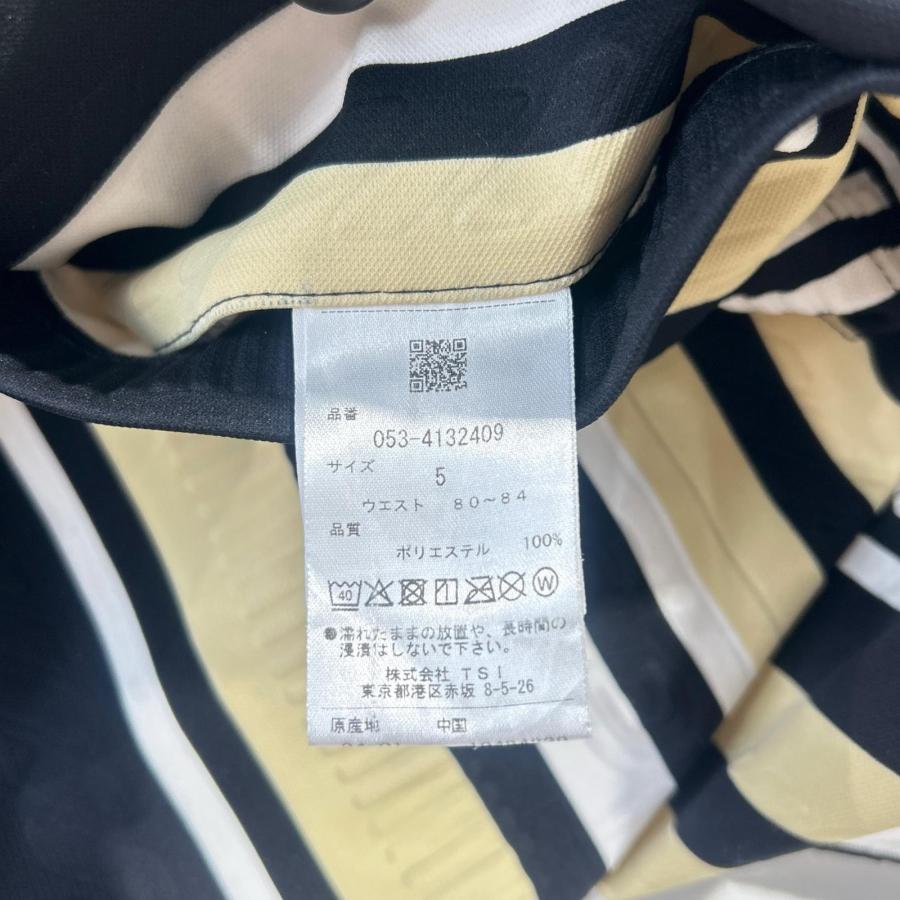 品番
053-4132409
サイズ
5
ウエスト 80~84
品質
ポリエステル 100%
40 W
●濡れたままの放置や、長時間の
浸漬はしないで下さい。
株式会社 TSI
東京都港区赤坂 8-5-26
原産地 中国